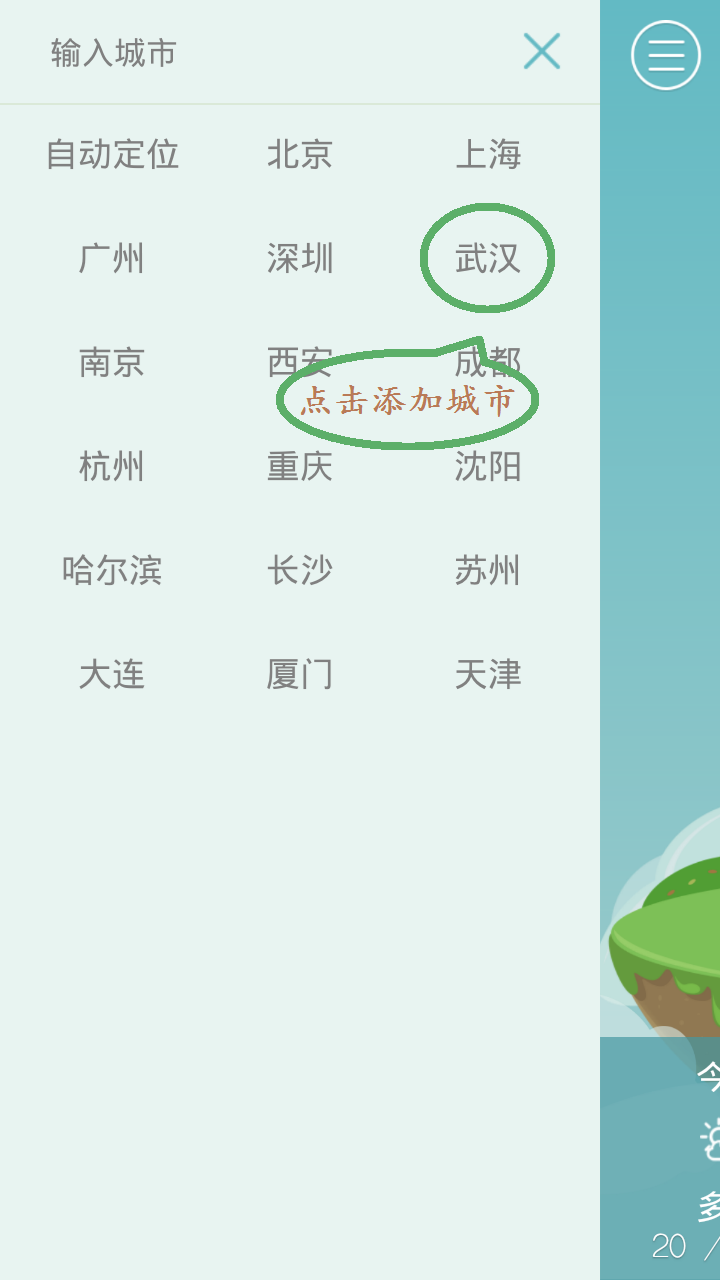 输入城市
自动定位 北京 上海
广州 深圳 武汉
南京 西安 成都
点击添加城市
杭州 重庆 沈阳
哈尔滨 长沙 苏州
大连 厦门 天津
今
多
20 /